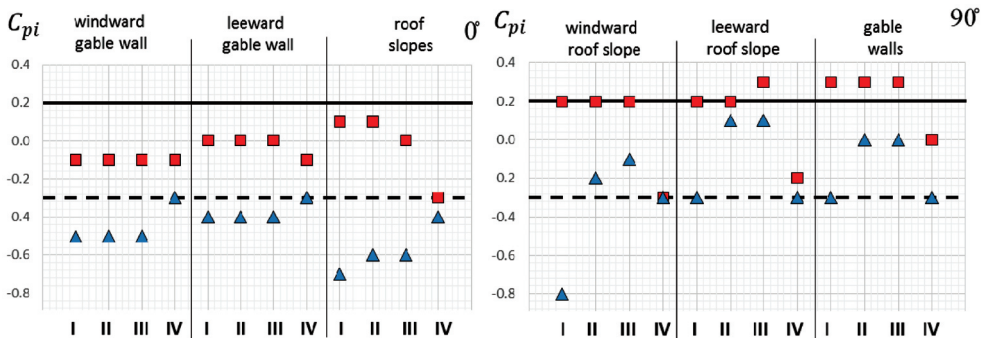 C_pi
windward
gable wall
leeward
gable wall
roof
slopes
0°
0.4
0.2
0.0
-0.2
0.4
-0.6
-0.8
I II III IV I II III IV I II III IV
C_pi
windward
roof slope
leeward
roof slope
gable
walls
90°
0.4
0.2
0.0
0.2
-0.4
-0.6
-0.8
I II III IV I II III IV I II III IV